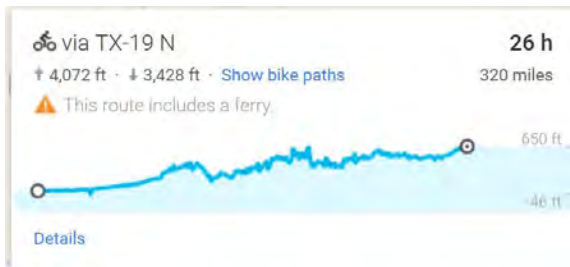 via TX-19 N 26 h
↑ 4,072 ft · ↓ 3,428 ft · Show bike paths 320 miles
This route includes a ferry.
650 ft
-46 ft
Details